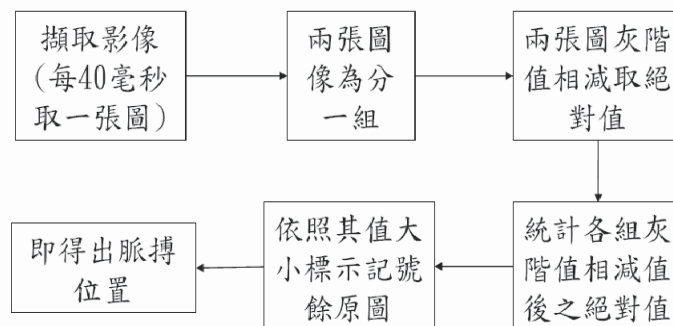 擷取影像
(每40毫秒
取一張圖)
兩張圖
像為分
一組
兩張圖灰階
值相減取絕
對值
統計各組灰
階值相減值
後之絕對值
依照其值大
小標示記號
餘原圖
即得出脈搏
位置